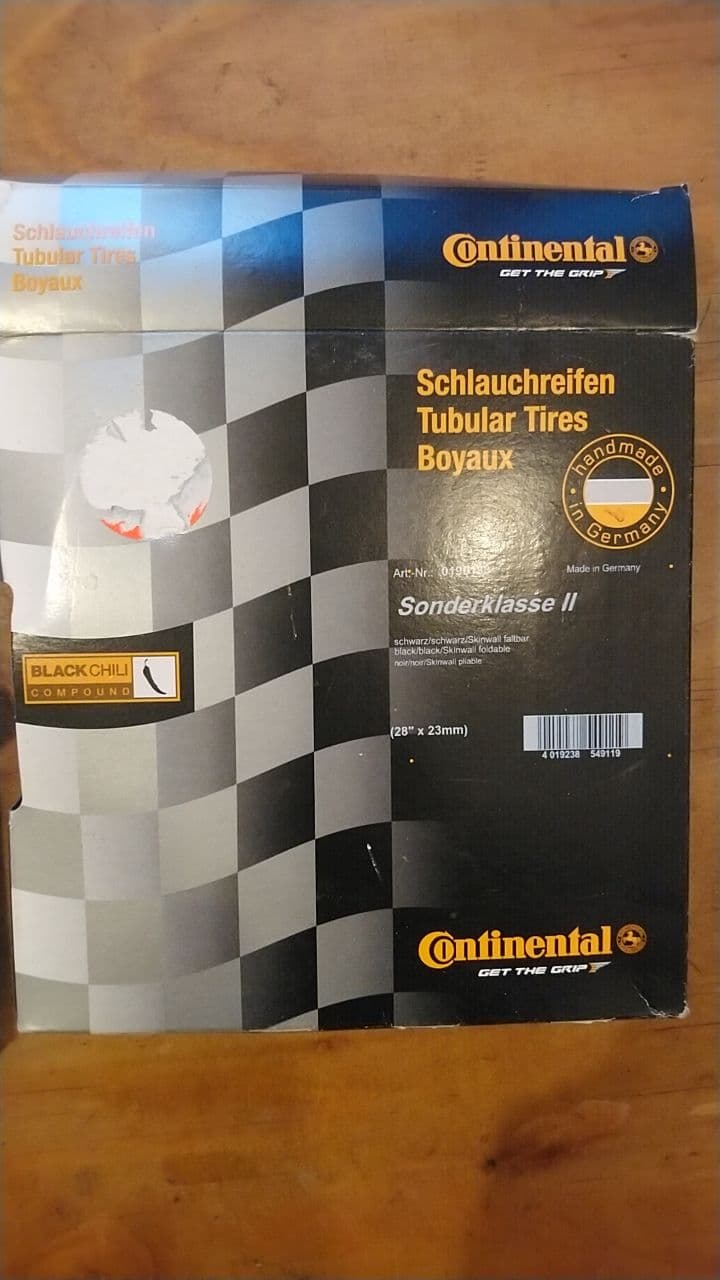 Schlauchreifen
Tubular Tires
Boyaux
Continental
GET THE GRIP
Schlauchreifen
Tubular Tires
Boyaux
handmade
in Germany
Made in Germany
Art.-Nr.:
Sonderklasse II
schwarz/schwarz/Skinwall faltbar
black/black/Skinwall foldable
noir/noir/Skinwall pliable
BLACK CHILI
COMPOUND
(28" x 23mm)
4 019238 549119
Continental
GET THE GRIP